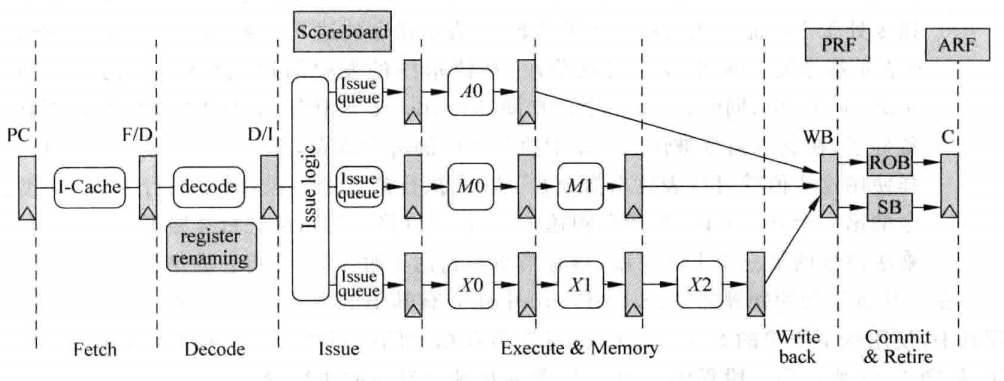 Scoreboard
PRF
ARF
PC
F/D
D/I
WB
C
I-Cache
decode
register
renaming
Issue logic
Issue
queue
A0
Issue
queue
M0
M1
Issue
queue
X0
X1
X2
ROB
SB
Fetch
Decode
Issue
Execute & Memory
Write
back
Commit
& Retire